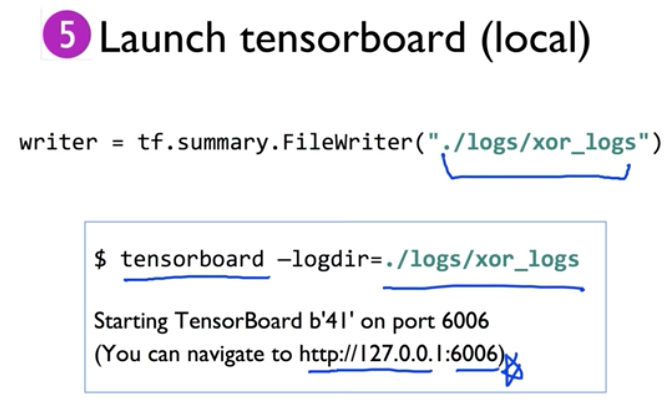 5 Launch tensorboard (local)
writer = tf.summary.FileWriter("./logs/xor_logs")
$ tensorboard –logdir=./logs/xor_logs
Starting TensorBoard b'41' on port 6006
(You can navigate to http://127.0.0.1:6006)